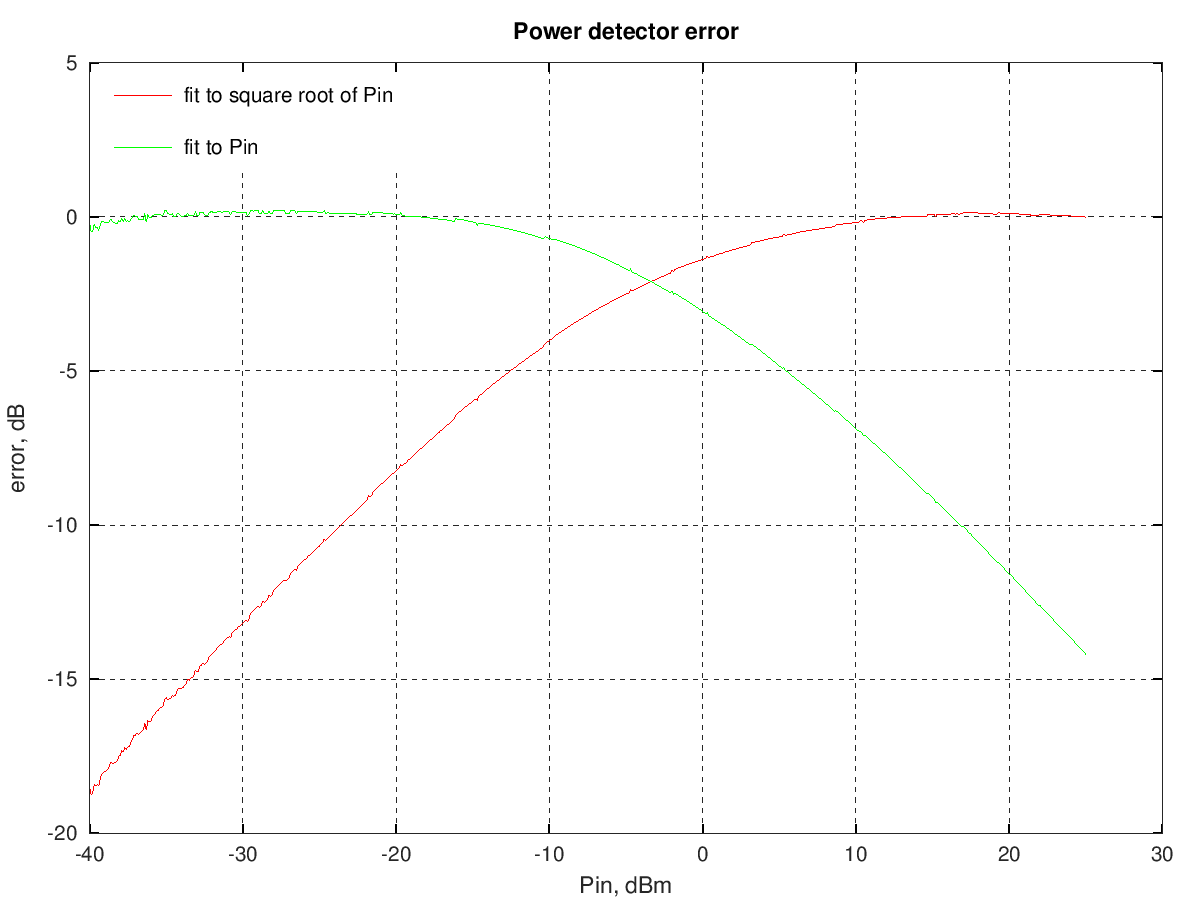 Power detector error
5
fit to square root of Pin
fit to Pin
0
-5
error, dB
-10
-15
-20
-40
-30
-20
-10
0
10
20
30
Pin, dBm